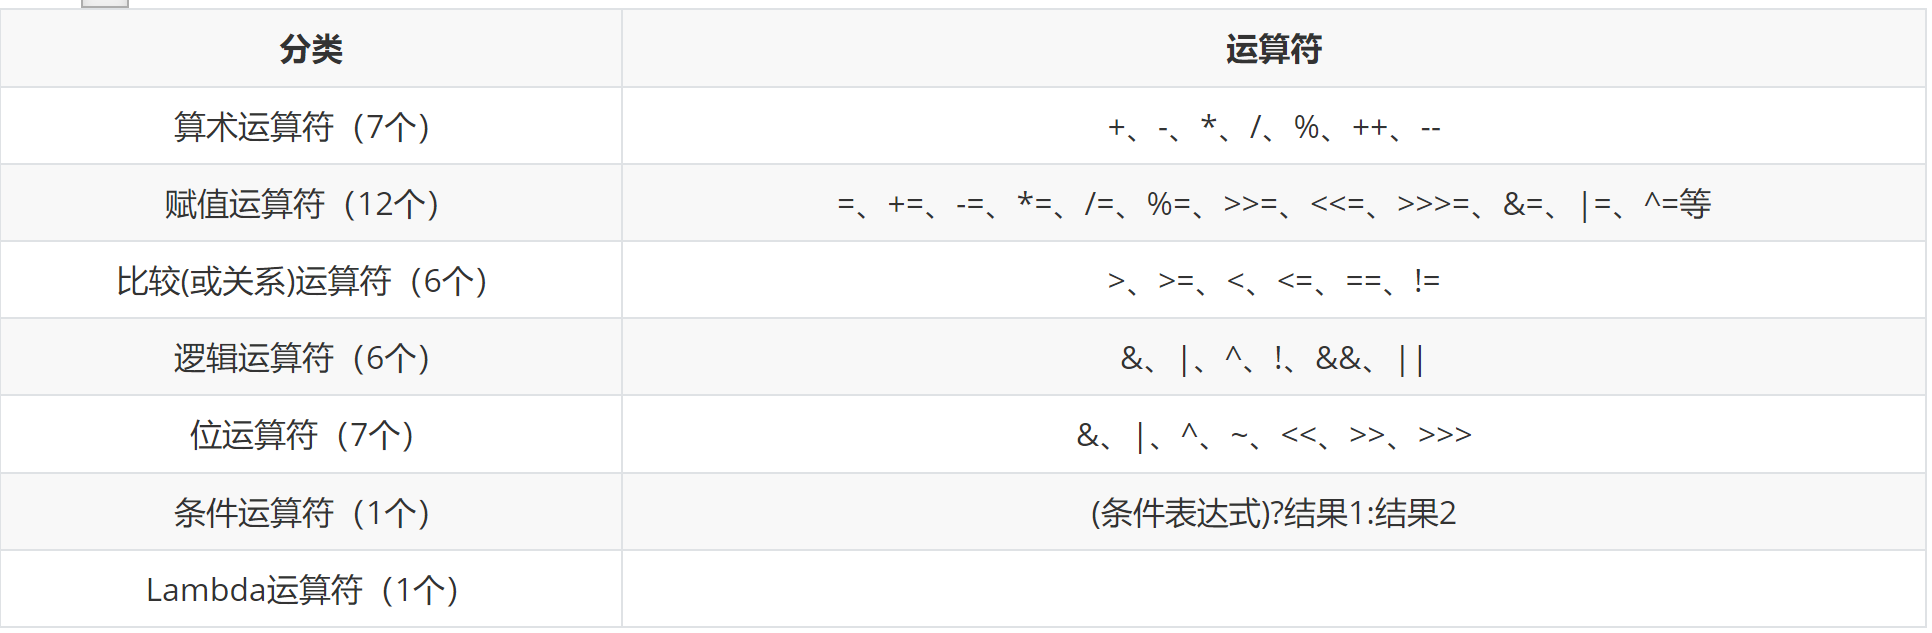 分类 运算符
算术运算符（7个） +、-、*、/、%、++、--
赋值运算符（12个） =、+=、-=、*=、/=、%=、>>=、<<=、>>>=、&=、|=、^=等
比较(或关系)运算符（6个） >、>=、<、<=、==、!=
逻辑运算符（6个） &、|、^、!、&&、||
位运算符（7个） &、|、^、~、<<、>>、>>>
条件运算符（1个） (条件表达式)?结果1:结果2
Lambda运算符（1个）